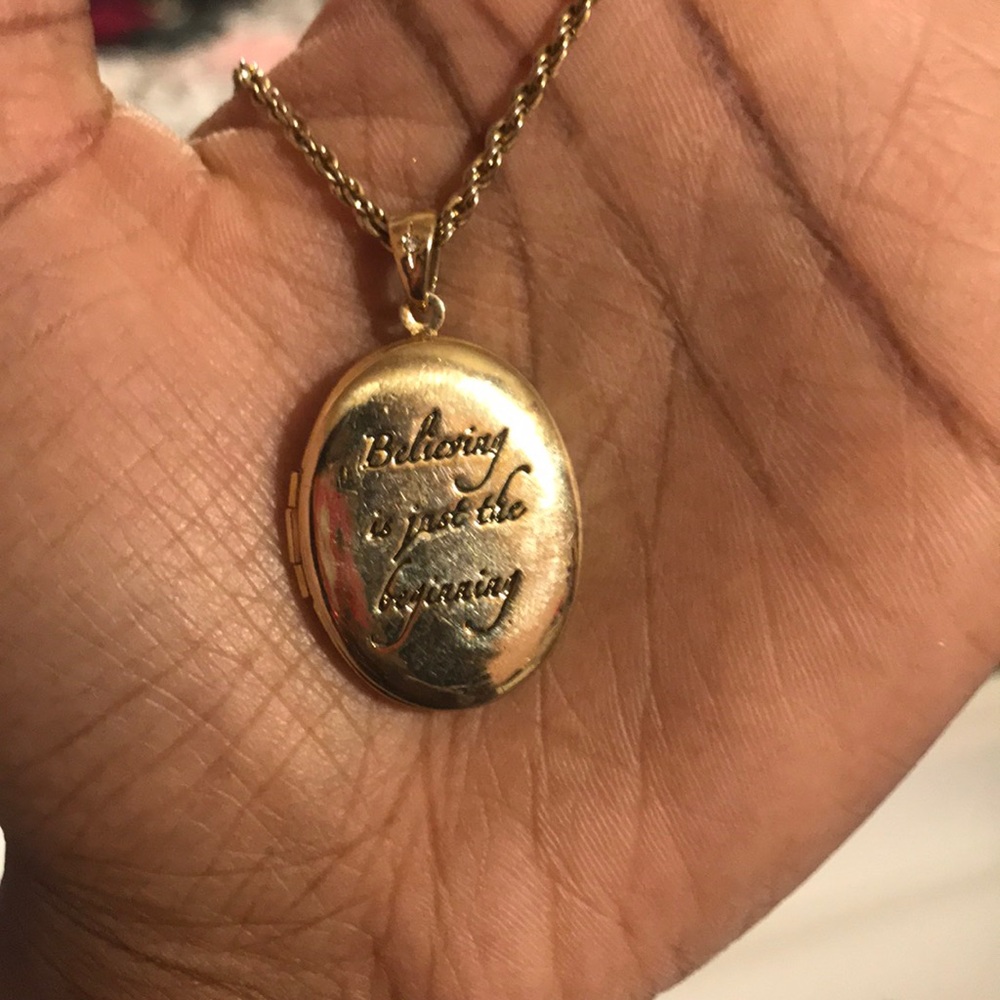 Believing
is just the
beginning